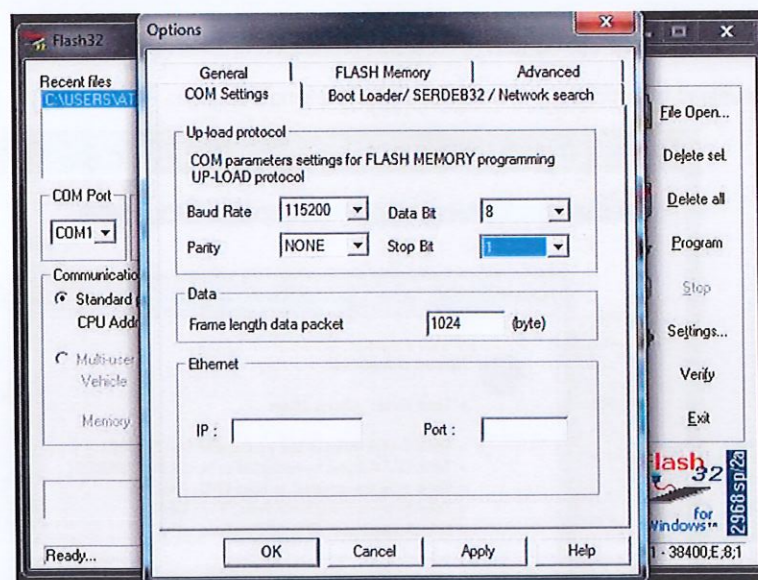 Flash32
Options
Recent files
C:\USERS\AT
COM Port
COM1
Communicatio
Standard
CPU Addr
Multi-user
Vehicle
Memory
Ready...
General
FLASH Memory
Advanced
COM Settings
Boot Loader/ SERDEB32 / Network search
Up-load protocol
COM parameters settings for FLASH MEMORY programming
UP-LOAD protocol
Baud Rate 115200 Data Bit 8
Parity NONE Stop Bit 1
Data
Frame length data packet 1024 (byte)
Ethernet
IP : Port :
OK Cancel Apply Help
File Open...
Delete sel.
Delete all
Program
Stop
Settings...
Verify
Exit
lash
32
for
Windows™
2968 sp/2a
1 - 38400,E,8,1